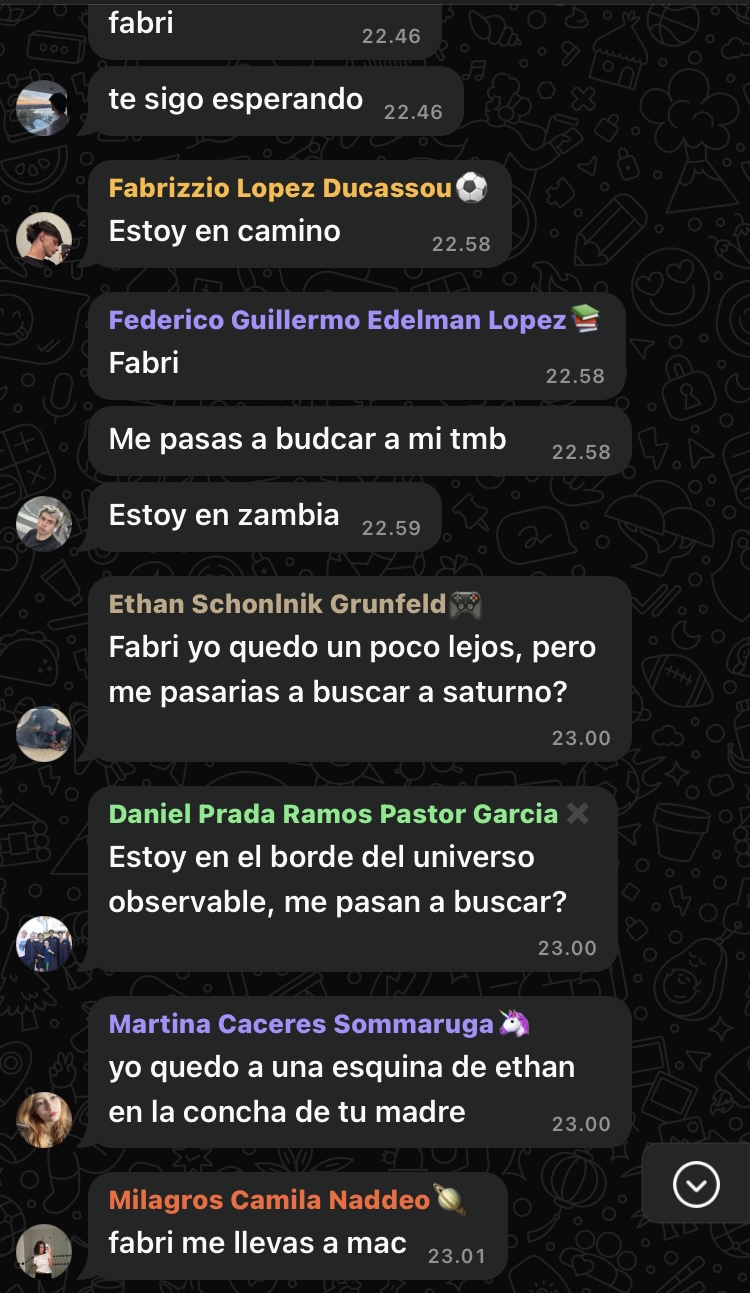 fabri
22.46
te sigo esperando
22.46
Fabrizzio Lopez Ducassou⚽
Estoy en camino
22.58
Federico Guillermo Edelman Lopez📚
Fabri
22.58
Me pasas a budcar a mi tmb
22.58
Estoy en zambia
22.59
Ethan Schonlnik Grunfeld🎮
Fabri yo quedo un poco lejos, pero
me pasarias a buscar a saturno?
23.00
Daniel Prada Ramos Pastor Garcia ✖
Estoy en el borde del universo
observable, me pasan a buscar?
23.00
Martina Caceres Sommaruga🦄
yo quedo a una esquina de ethan
en la concha de tu madre
23.00
Milagros Camila Naddeo🪐
fabri me llevas a mac
23.01